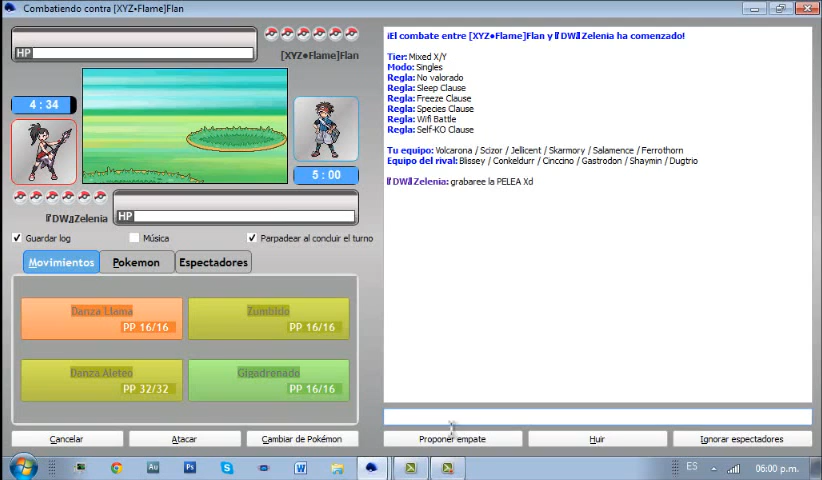 Combatiendo contra [XYZ•Flame]Flan
HP
[XYZ•Flame]Flan
4 : 34
5 : 00
HP
Guardar log
Música
Parpadear al concluir el turno
Movimientos
Pokemon
Espectadores
Danza Llama
PP 16/16
Zumbido
PP 16/16
Danza Aleteo
PP 32/32
Gigadrenado
PP 16/16
Cancelar
Atacar
Cambiar de Pokémon
¡El combate entre [XYZ•Flame]Flan y DW Zelenia ha comenzado!
Tier: Mixed X/Y
Modo: Singles
Regla: No valorado
Regla: Sleep Clause
Regla: Freeze Clause
Regla: Species Clause
Regla: Wifi Battle
Regla: Self-KO Clause
Tu equipo: Volcarona / Scizor / Jellicent / Skarmory / Salamence / Ferrothorn
Equipo del rival: Blissey / Conkeldurr / Cinccino / Gastrodon / Shaymin / Dugtrio
Zelenia: grabaree la PELEA Xd
Proponer empate
Huir
Ignorar espectadores
Au
Ps
W
ES
06:00 p.m.